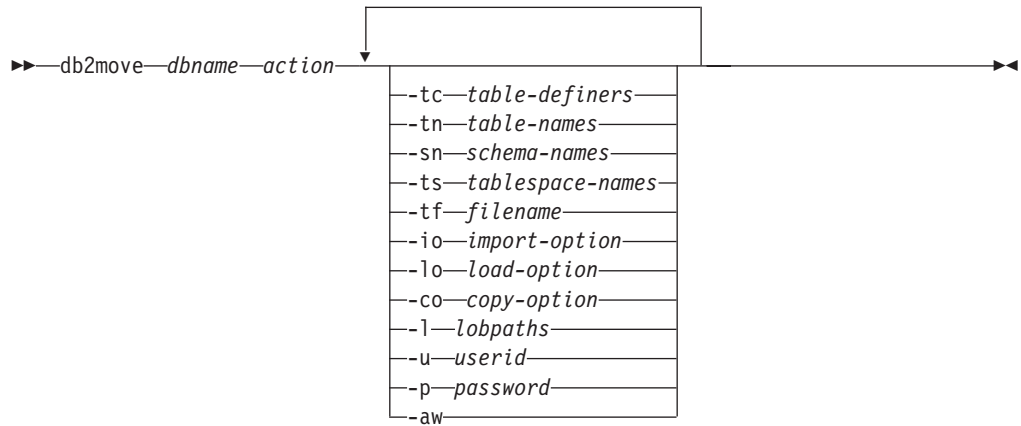 db2move dbname action
-tc table-definers
-tn table-names
-sn schema-names
-ts tablespace-names
-tf filename
-io import-option
-lo load-option
-co copy-option
-l lobpaths
-u userid
-p password
-aw